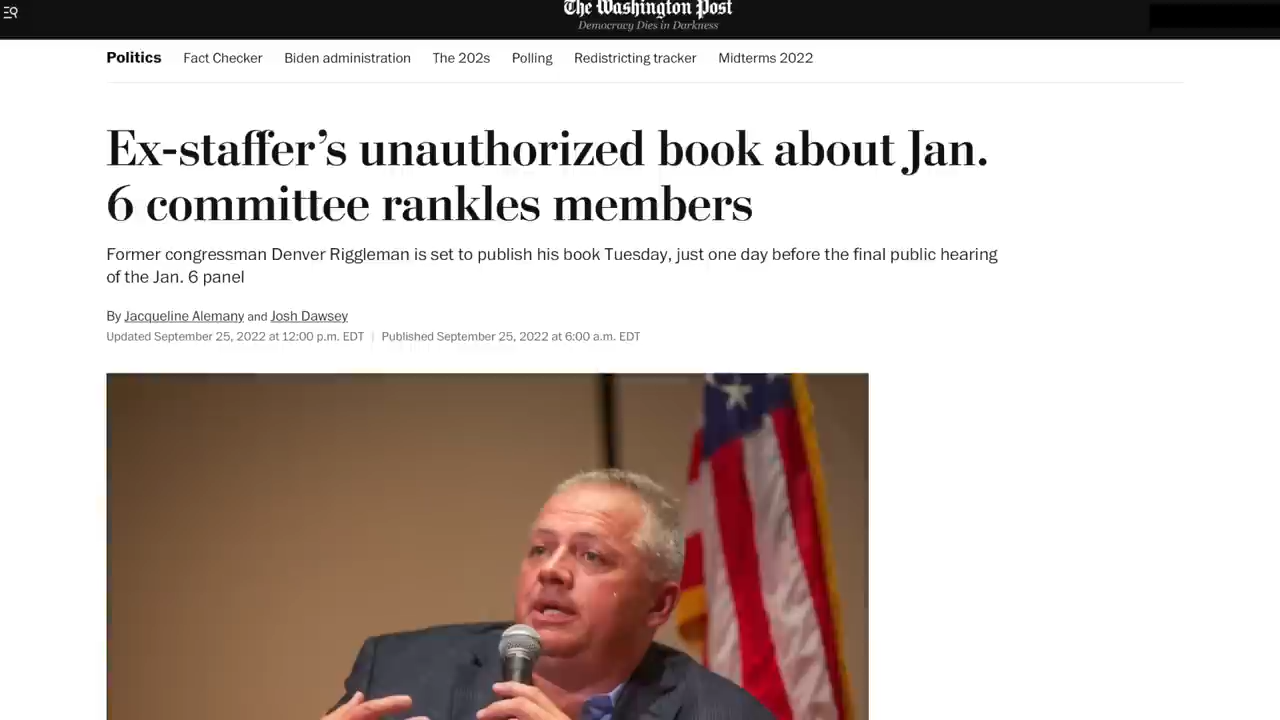 The Washington Post
Democracy Dies in Darkness
Politics Fact Checker Biden administration The 202s Polling Redistricting tracker Midterms 2022
Ex-staffer’s unauthorized book about Jan.
6 committee rankles members
Former congressman Denver Riggleman is set to publish his book Tuesday, just one day before the final public hearing
of the Jan. 6 panel
By Jacqueline Alemany and Josh Dawsey
Updated September 25, 2022 at 12:00 p.m. EDT | Published September 25, 2022 at 6:00 a.m. EDT